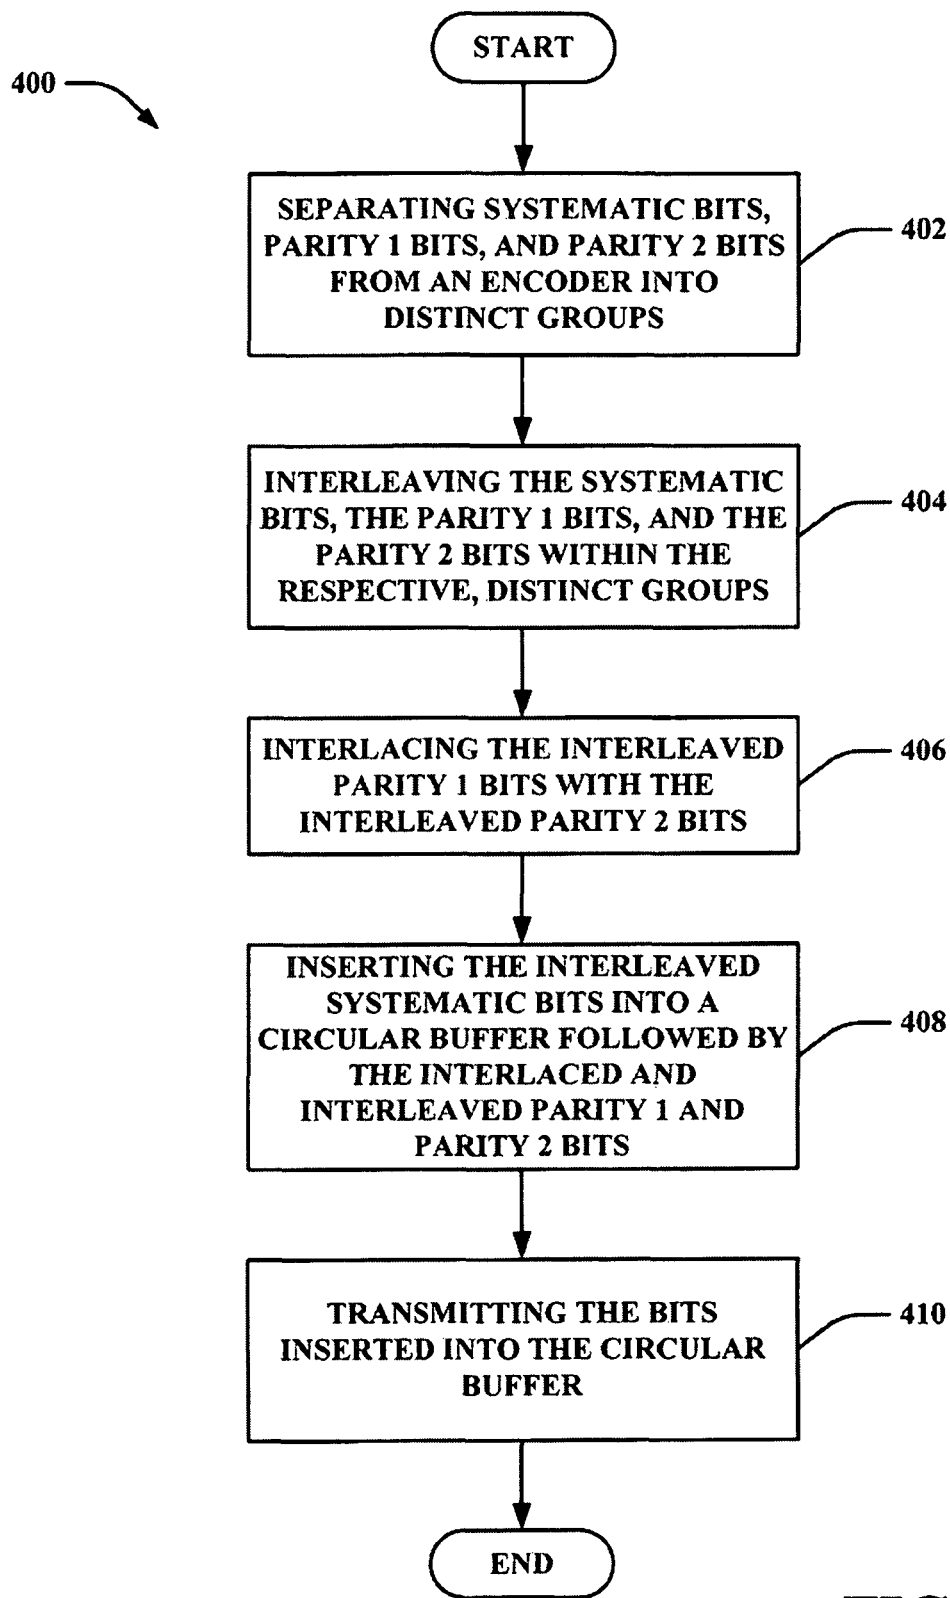 START
400
SEPARATING SYSTEMATIC BITS,
PARITY 1 BITS, AND PARITY 2 BITS
FROM AN ENCODER INTO
DISTINCT GROUPS
402
INTERLEAVING THE SYSTEMATIC
BITS, THE PARITY 1 BITS, AND THE
PARITY 2 BITS WITHIN THE
RESPECTIVE, DISTINCT GROUPS
404
INTERLACING THE INTERLEAVED
PARITY 1 BITS WITH THE
INTERLEAVED PARITY 2 BITS
406
INSERTING THE INTERLEAVED
SYSTEMATIC BITS INTO A
CIRCULAR BUFFER FOLLOWED BY
THE INTERLACED AND
INTERLEAVED PARITY 1 AND
PARITY 2 BITS
408
TRANSMITTING THE BITS
INSERTED INTO THE CIRCULAR
BUFFER
410
END